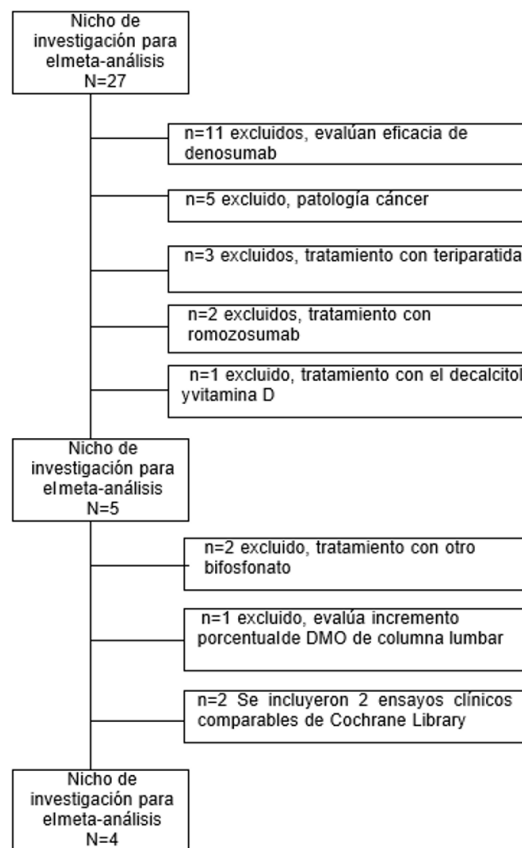 Nicho de
investigación para
elmeta-análisis
N=27
n=11 excluidos, evalúan eficacia de
denosumab
n=5 excluido, patología cáncer
n=3 excluidos, tratamiento con teriparatida
n=2 excluidos, tratamiento con
romozosumab
n=1 excluido, tratamiento con el decalcitol
yvitamina D
Nicho de
investigación para
elmeta-análisis
N=5
n=2 excluido, tratamiento con otro
bifosfonato
n=1 excluido, evalúa incremento
porcentualde DMO de columna lumbar
n=2 Se incluyeron 2 ensayos clínicos
comparables de Cochrane Library
Nicho de
investigación para
elmeta-análisis
N=4